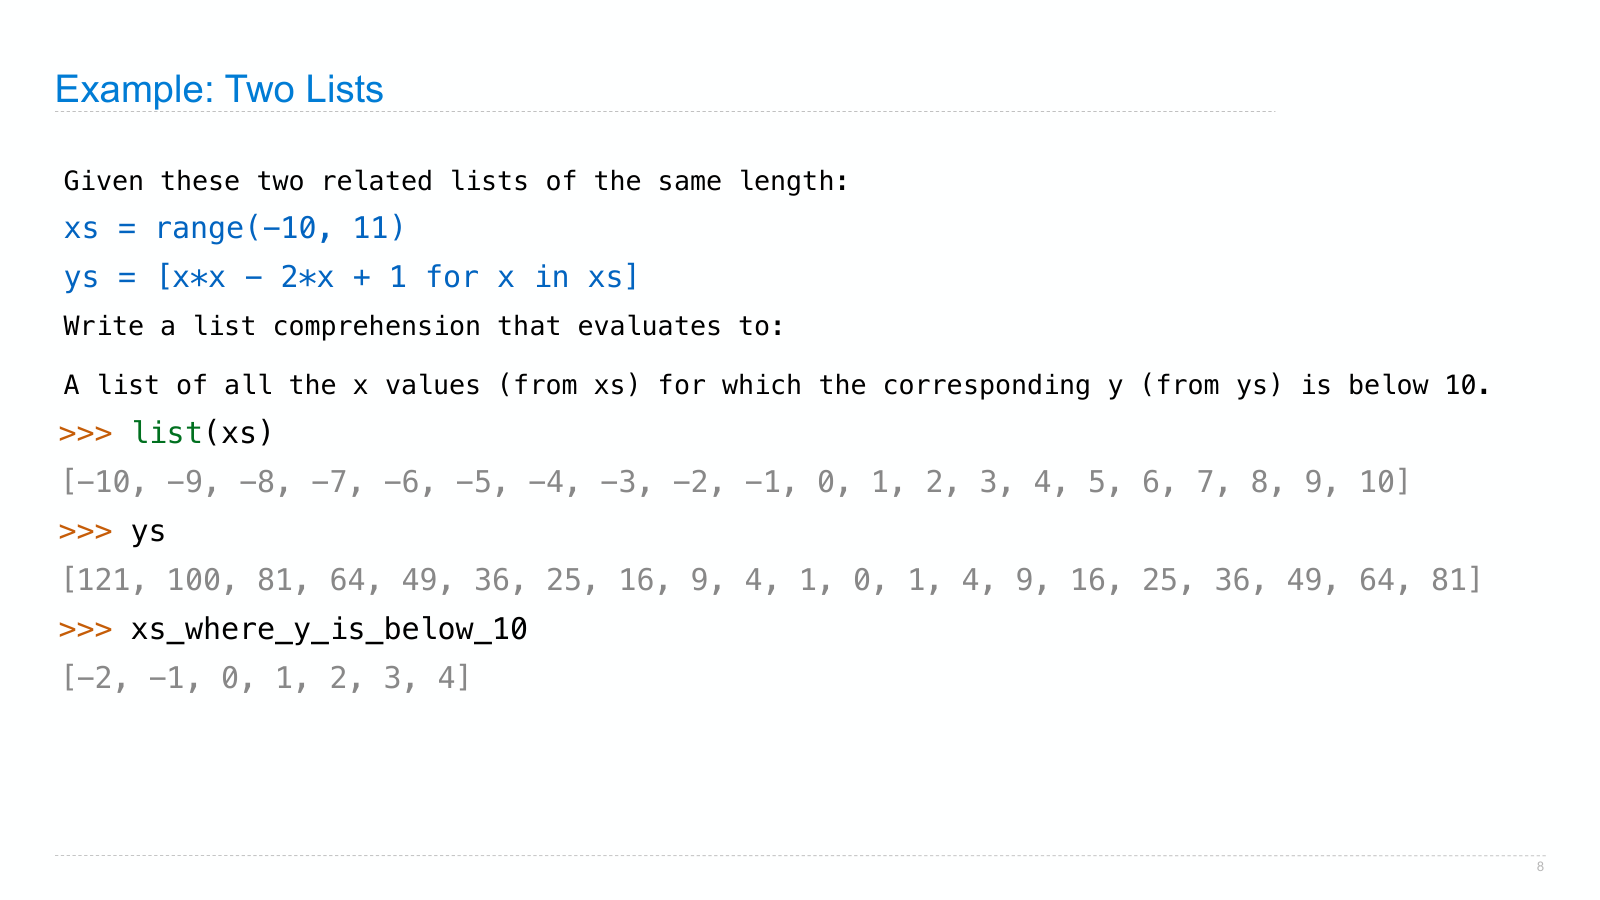 Example: Two Lists
Given these two related lists of the same length:
xs = range(−10, 11)
ys = [x*x − 2*x + 1 for x in xs]
Write a list comprehension that evaluates to:
A list of all the x values (from xs) for which the corresponding y (from ys) is below 10.
>>> list(xs)
[−10, −9, −8, −7, −6, −5, −4, −3, −2, −1, 0, 1, 2, 3, 4, 5, 6, 7, 8, 9, 10]
>>> ys
[121, 100, 81, 64, 49, 36, 25, 16, 9, 4, 1, 0, 1, 4, 9, 16, 25, 36, 49, 64, 81]
>>> xs_where_y_is_below_10
[−2, −1, 0, 1, 2, 3, 4]
8